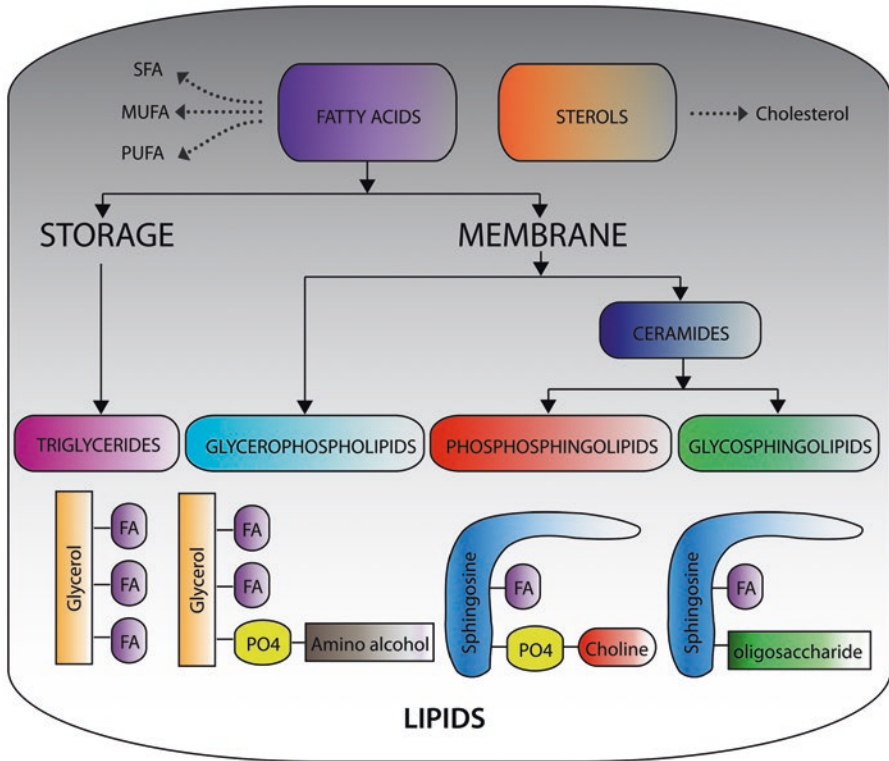 SFA
MUFA
PUFA
FATTY ACIDS
STEROLS
Cholesterol
STORAGE
MEMBRANE
CERAMIDES
TRIGLYCERIDES
GLYCEROPHOSPHOLIPIDS
PHOSPHOSPHINGOLIPIDS
GLYCOSPHINGOLIPIDS
Glycerol
FA
FA
FA
Glycerol
FA
FA
PO4
Amino alcohol
Sphingosine
FA
PO4
Choline
Sphingosine
FA
oligosaccharide
LIPIDS